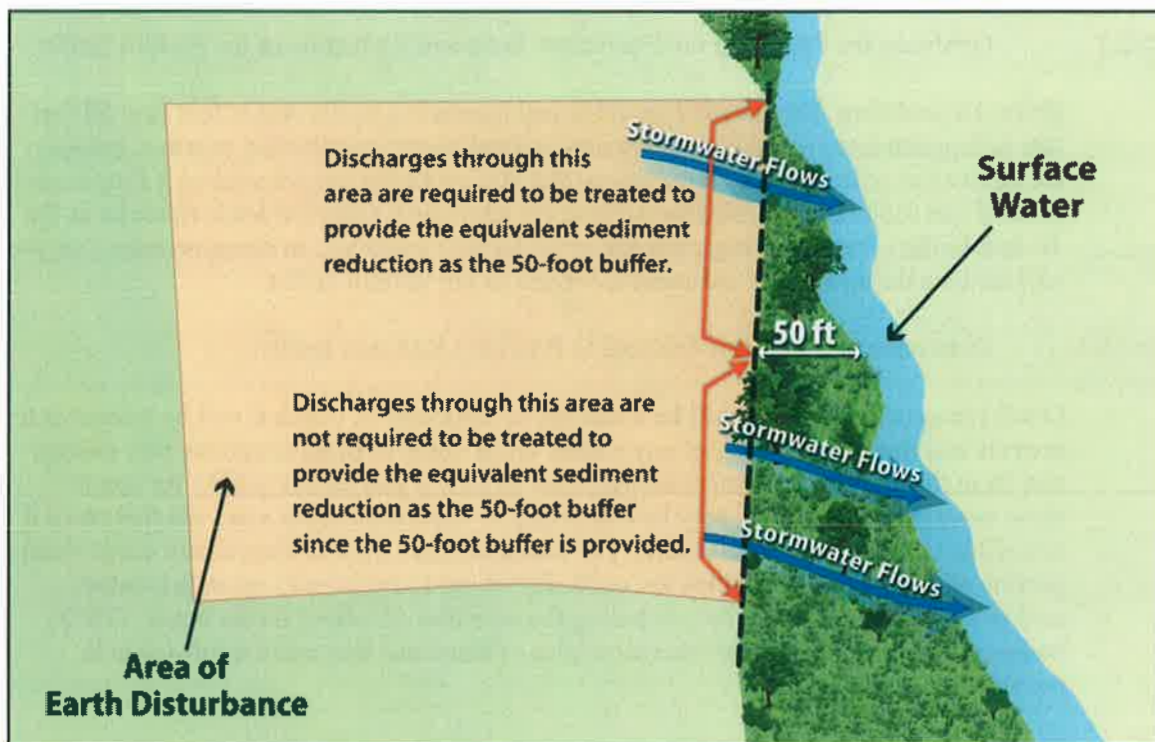 Discharges through this
area are required to be treated to
provide the equivalent sediment
reduction as the 50-foot buffer.
Stormwater Flows
Surface
Water
50 ft
Discharges through this area are
not required to be treated to
provide the equivalent sediment
reduction as the 50-foot buffer
since the 50-foot buffer is provided.
Stormwater Flows
Stormwater Flows
Area of
Earth Disturbance